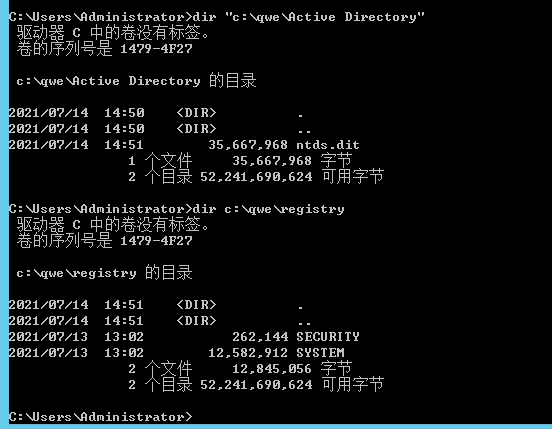 C:\Users\Administrator>dir "c:\qwe\Active Directory"
驱动器 C 中的卷没有标签。
卷的序列号是 1479-4F27
c:\qwe\Active Directory 的目录
2021/07/14  14:50    <DIR>          .
2021/07/14  14:50    <DIR>          ..
2021/07/14  14:51        35,667,968 ntds.dit
1 个文件     35,667,968 字节
2 个目录 52,241,690,624 可用字节
C:\Users\Administrator>dir c:\qwe\registry
驱动器 C 中的卷没有标签。
卷的序列号是 1479-4F27
c:\qwe\registry 的目录
2021/07/14  14:51    <DIR>          .
2021/07/14  14:51    <DIR>          ..
2021/07/13  13:02           262,144 SECURITY
2021/07/13  13:02        12,582,912 SYSTEM
2 个文件     12,845,056 字节
2 个目录 52,241,690,624 可用字节
C:\Users\Administrator>